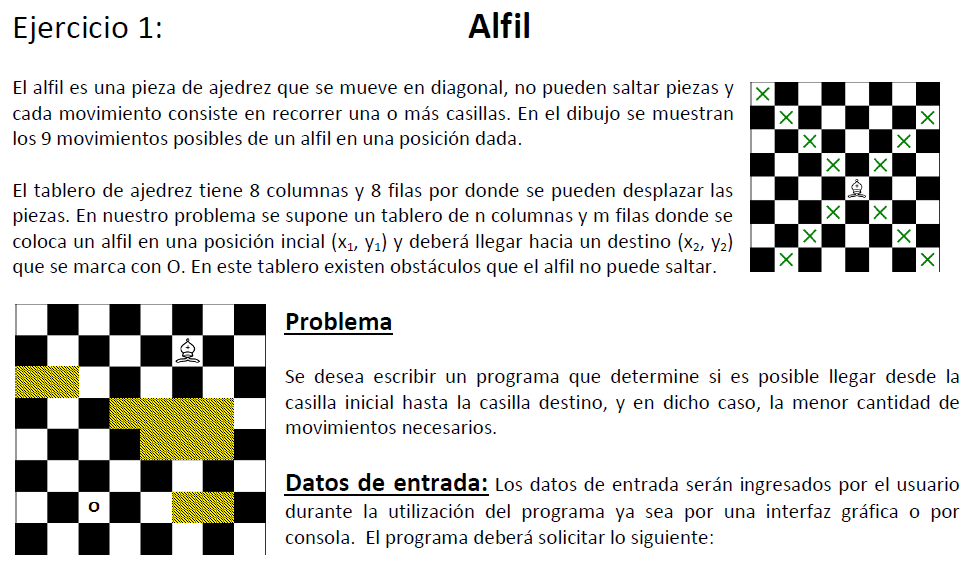 Ejercicio 1:
Alfil
El alfil es una pieza de ajedrez que se mueve en diagonal, no pueden saltar piezas y
cada movimiento consiste en recorrer una o más casillas. En el dibujo se muestran
los 9 movimientos posibles de un alfil en una posición dada.
El tablero de ajedrez tiene 8 columnas y 8 filas por donde se pueden desplazar las
piezas. En nuestro problema se supone un tablero de n columnas y m filas donde se
coloca un alfil en una posición incial (x₁, y₁) y deberá llegar hacia un destino (x₂, y₂)
que se marca con O. En este tablero existen obstáculos que el alfil no puede saltar.
O
Problema
Se desea escribir un programa que determine si es posible llegar desde la
casilla inicial hasta la casilla destino, y en dicho caso, la menor cantidad de
movimientos necesarios.
Datos de entrada: Los datos de entrada serán ingresados por el usuario
durante la utilización del programa ya sea por una interfaz gráfica o por
consola. El programa deberá solicitar lo siguiente: